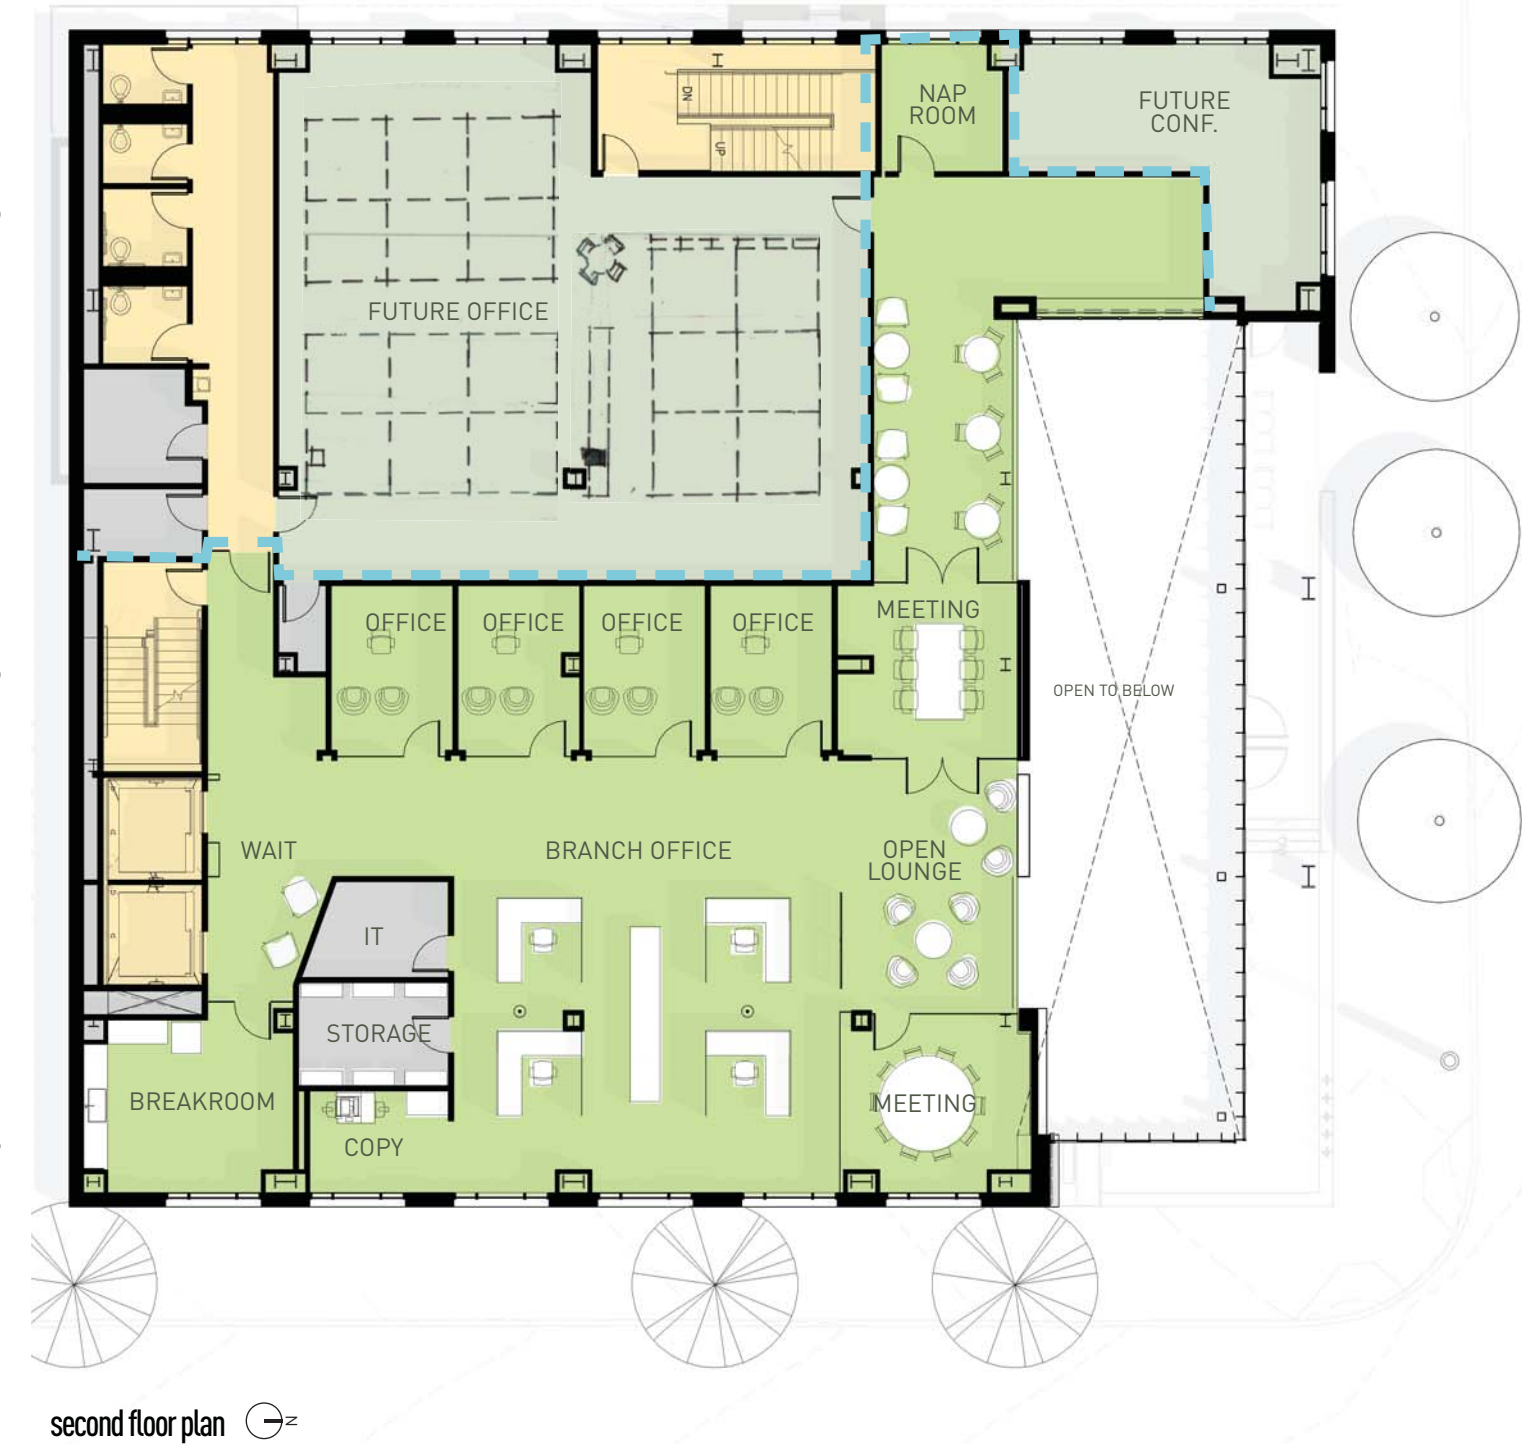 NAP
ROOM
FUTURE
CONF.
DN
UP
FUTURE OFFICE
OFFICE
OFFICE
OFFICE
OFFICE
MEETING
OPEN TO BELOW
WAIT
BRANCH OFFICE
OPEN
LOUNGE
IT
STORAGE
BREAKROOM
MEETING
COPY
second floor plan
N